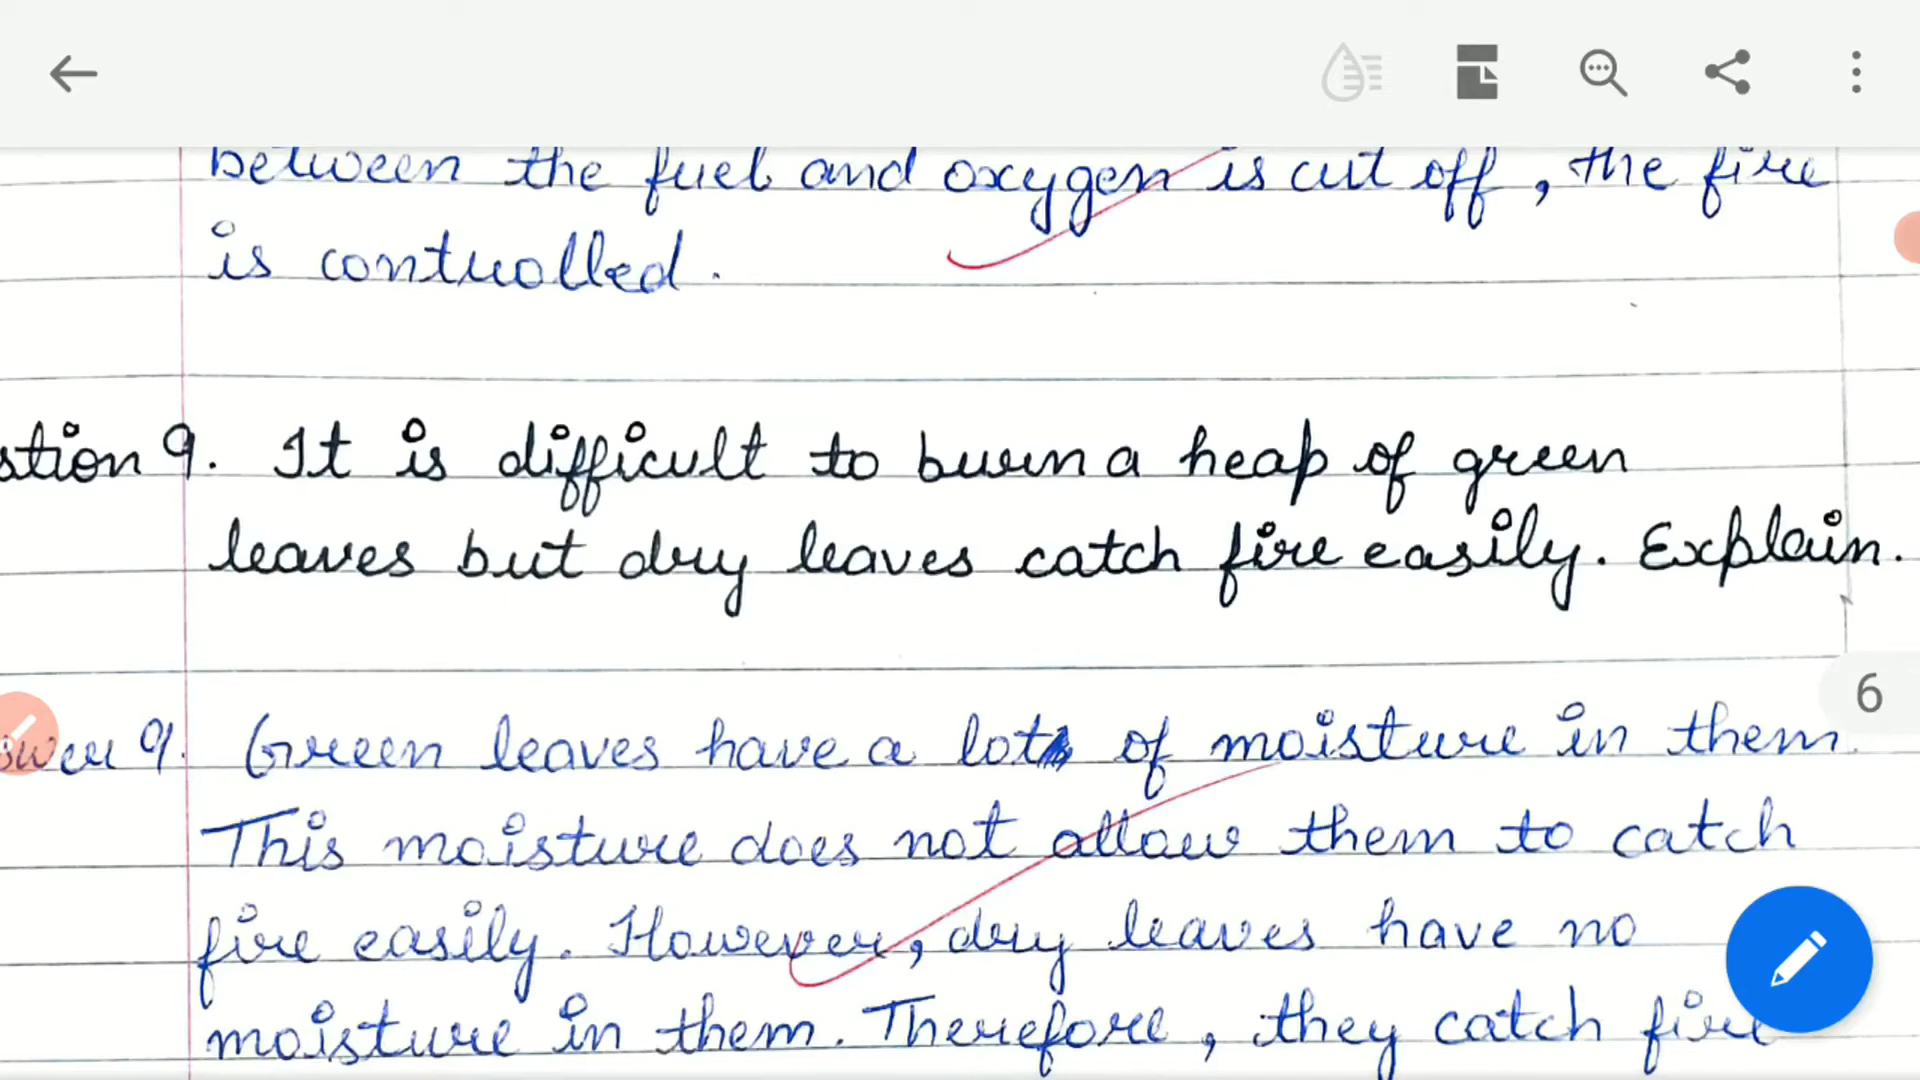 between the fuel and oxygen is cut off, the fire
is controlled.
stion 9. It is difficult to burn a heap of green
leaves but dry leaves catch fire easily. Explain.
6
swer 9. Green leaves have a lot of moisture in them.
This moisture does not allow them to catch
fire easily. However, dry leaves have no
moisture in them. Therefore, they catch fire